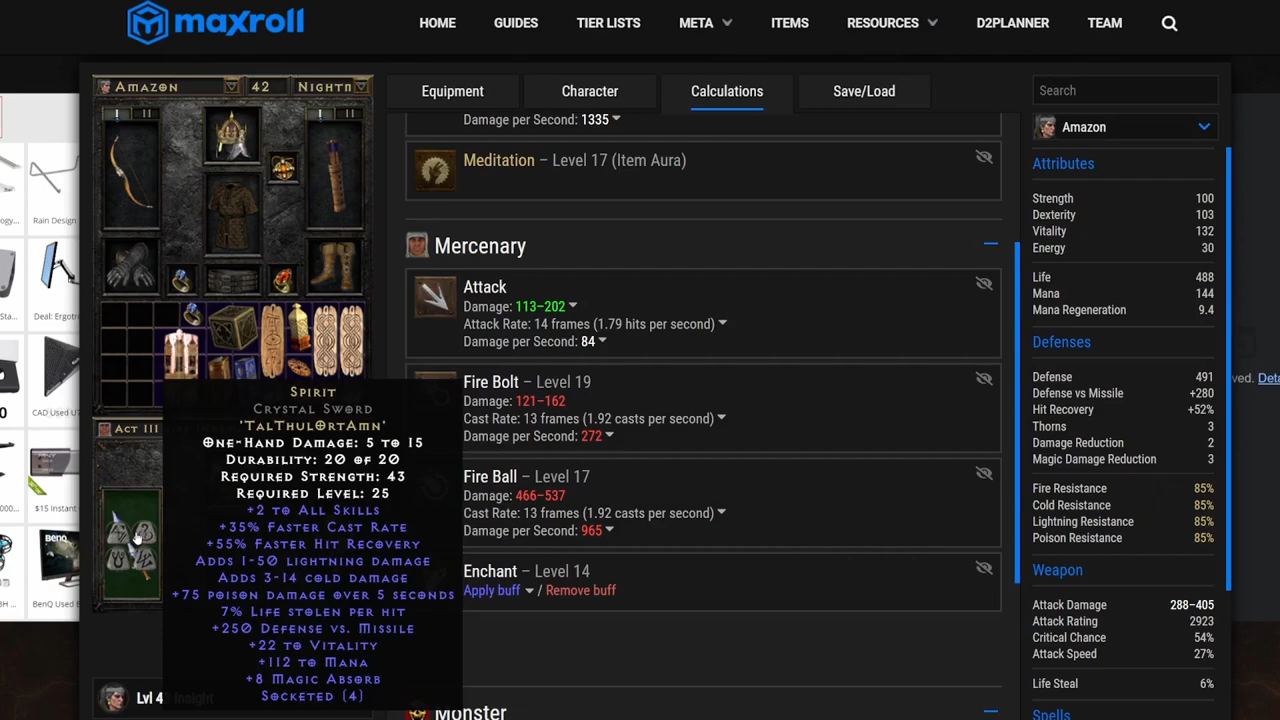 maxroll
HOME
GUIDES
TIER LISTS
META
ITEMS
RESOURCES
D2PLANNER
TEAM
Amazon
42
Nightm
Equipment
Character
Calculations
Save/Load
Search
Amazon
! II
! II
Damage per Second: 1335
Meditation – Level 17 (Item Aura)
Mercenary
Attack
Damage: 113–202
Attack Rate: 14 frames (1.79 hits per second)
Damage per Second: 84
Fire Bolt – Level 19
Damage: 121–162
Cast Rate: 13 frames (1.92 casts per second)
Damage per Second: 272
Fire Ball – Level 17
Damage: 466–537
Cast Rate: 13 frames (1.92 casts per second)
Damage per Second: 965
Enchant – Level 14
Apply buff / Remove buff
Monster
Attributes
Strength 100
Dexterity 103
Vitality 132
Energy 30
Life 488
Mana 144
Mana Regeneration 9.4
Defenses
Defense 491
Defense vs Missile +280
Hit Recovery +52%
Thorns 3
Damage Reduction 2
Magic Damage Reduction 3
Fire Resistance 85%
Cold Resistance 85%
Lightning Resistance 85%
Poison Resistance 85%
Weapon
Attack Damage 288–405
Attack Rating 2923
Critical Chance 54%
Attack Speed 27%
Life Steal 6%
Spells
Act III
Spirit
Crystal Sword
'TalThulOrtAmn'
One-Hand Damage: 5 to 15
Durability: 20 of 20
Required Strength: 43
Required Level: 25
+2 to All Skills
+35% Faster Cast Rate
+55% Faster Hit Recovery
Adds 1-50 lightning damage
Adds 3-14 cold damage
+75 poison damage over 5 seconds
7% Life stolen per hit
+250 Defense vs. Missile
+22 to Vitality
+112 to Mana
+8 Magic Absorb
Socketed (4)
Lvl 4
Insight
Rain Design
Deal: Ergotr
CAD Used U
$15 Instant
BenQ
BenQ Used E
ved.
Deta